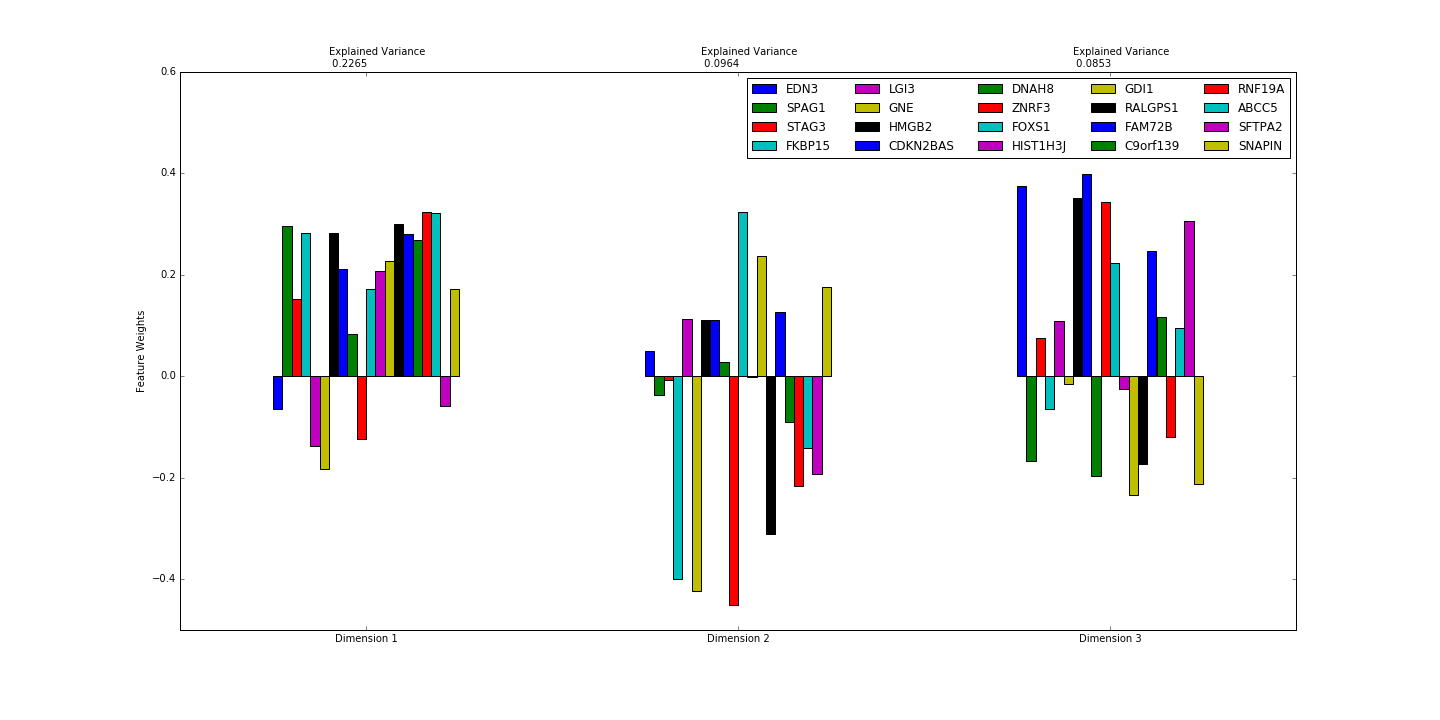 Explained Variance
0.2265
Explained Variance
0.0964
Explained Variance
0.0853
0.6
0.4
0.2
0.0
−0.2
−0.4
Feature Weights
EDN3 LGI3 DNAH8 GDI1 RNF19A
SPAG1 GNE ZNRF3 RALGPS1 ABCC5
STAG3 HMGB2 FOXS1 FAM72B SFTPA2
FKBP15 CDKN2BAS HIST1H3J C9orf139 SNAPIN
Dimension 1 Dimension 2 Dimension 3